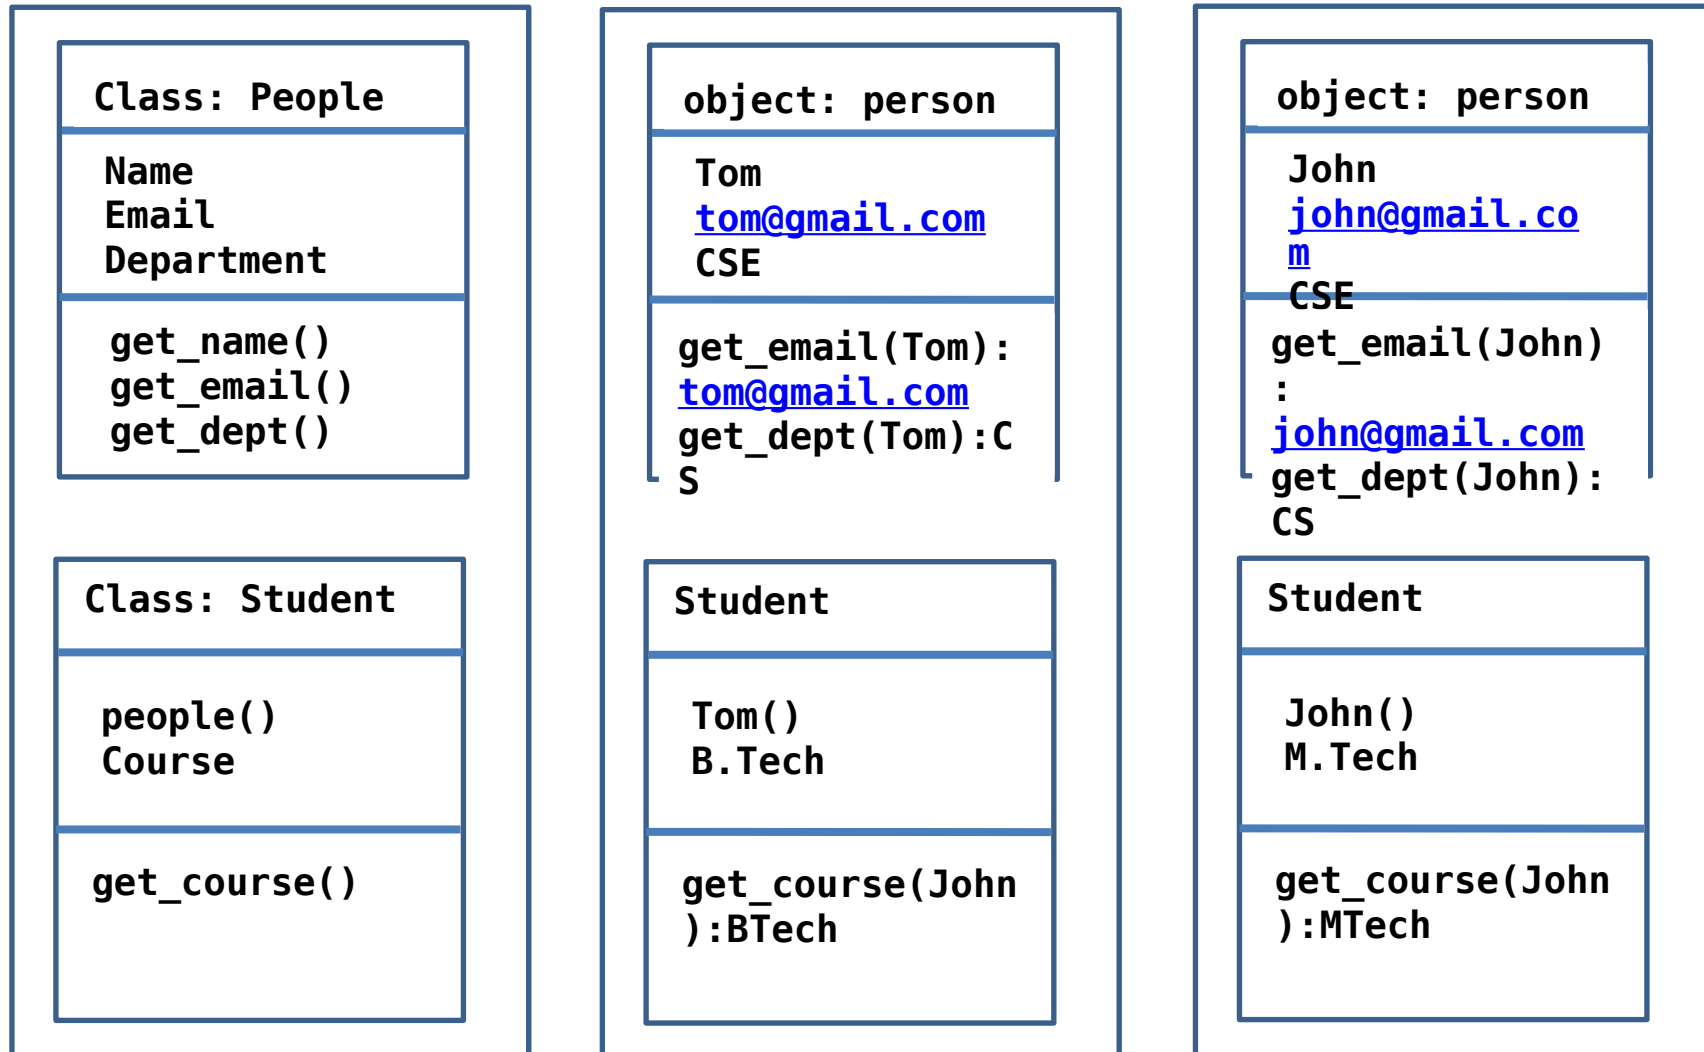 Class: People
Name
Email
Department
get_name()
get_email()
get_dept()
Class: Student
people()
Course
get_course()
object: person
Tom
tom@gmail.com
CSE
get_email(Tom):
tom@gmail.com
get_dept(Tom):C
S
Student
Tom()
B.Tech
get_course(John
):BTech
object: person
John
john@gmail.co
m
CSE
get_email(John)
:
john@gmail.com
get_dept(John):
CS
Student
John()
M.Tech
get_course(John
):MTech